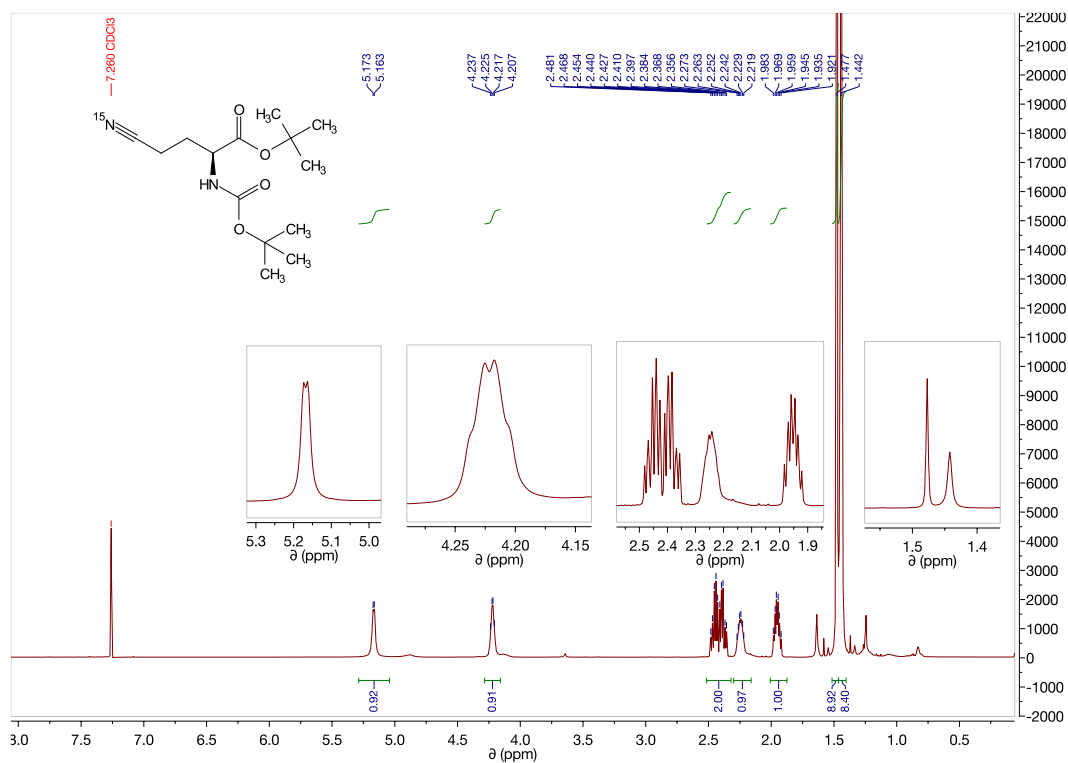 7.260 CDCl3
5.173
5.163
4.237
4.225
4.217
4.207
2.481
2.468
2.454
2.440
2.427
2.410
2.397
2.384
2.368
2.356
2.273
2.263
2.252
2.242
2.229
2.219
1.983
1.969
1.959
1.945
1.935
1.921
1.477
1.442
22000
21000
20000
19000
18000
17000
16000
15000
14000
13000
12000
11000
10000
9000
8000
7000
6000
5000
4000
3000
2000
1000
0
-1000
-2000
15N
O
O
H3C
CH3
CH3
HN
O
O
CH3
CH3
CH3
5.3 5.2 5.1 5.0
∂ (ppm)
4.25 4.20 4.15
∂ (ppm)
2.5 2.4 2.3 2.2 2.1 2.0 1.9
∂ (ppm)
1.5 1.4
∂ (ppm)
0.92
0.91
2.00
0.97
1.00
8.92
8.40
8.0 7.5 7.0 6.5 6.0 5.5 5.0 4.5 4.0 3.5 3.0 2.5 2.0 1.5 1.0 0.5
∂ (ppm)